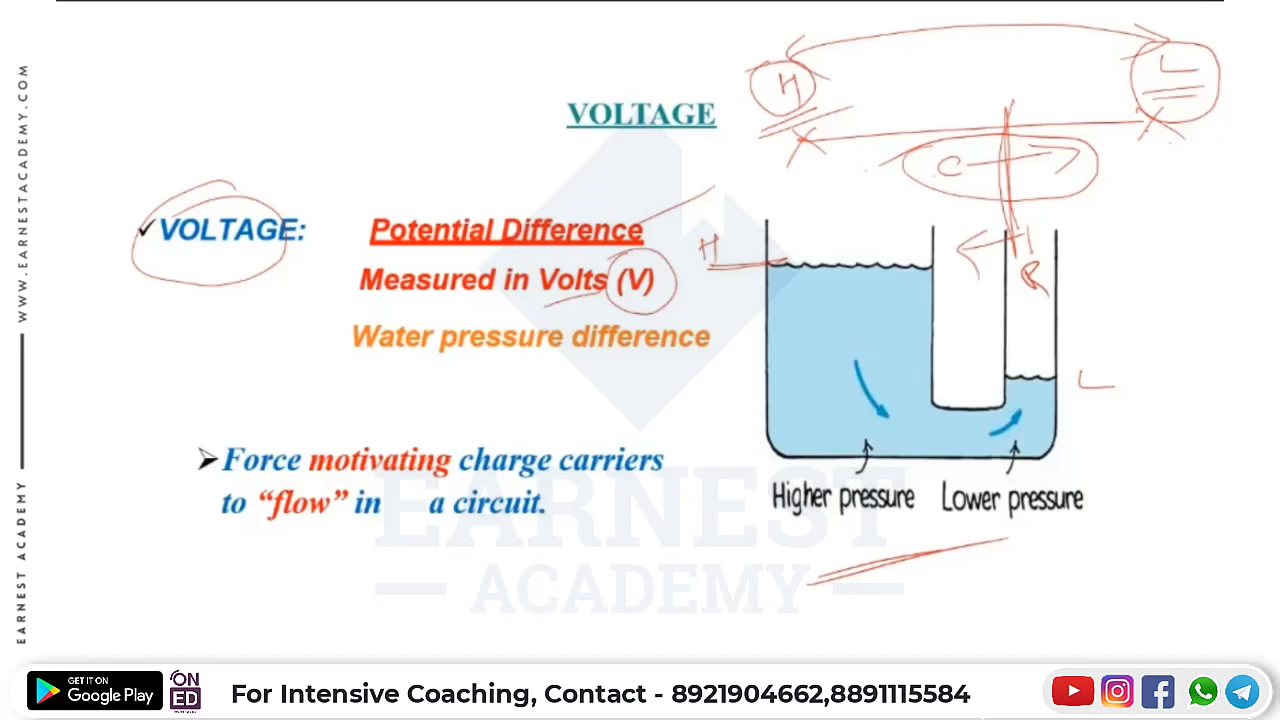 WWW.EARNESTACADEMY.COM
EARNEST ACADEMY
H
L
VOLTAGE
C
✓VOLTAGE:
Potential Difference
H
Measured in Volts (V)
R
Water pressure difference
L
➢Force motivating charge carriers
to “flow” in a circuit.
Higher pressure Lower pressure
EARNEST
ACADEMY
GET IT ON
Google Play
ON
ED
For Intensive Coaching, Contact - 8921904662,8891115584